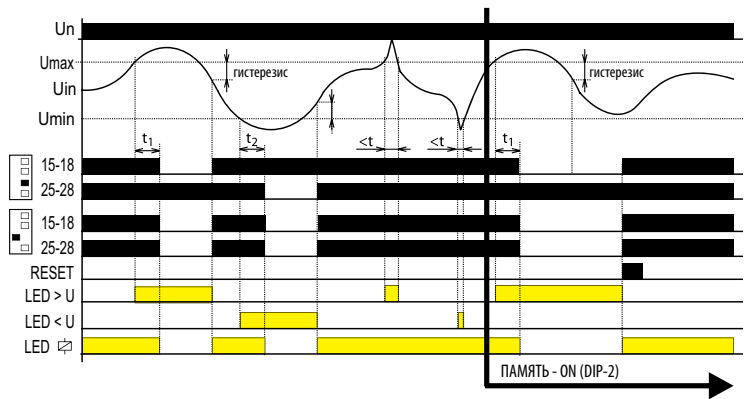 Un
Umax
гистерезис
гистерезис
Uin
Umin
t1
t2
<t
<t
t1
15-18
25-28
15-18
25-28
RESET
LED > U
LED < U
LED
ПАМЯТЬ - ON (DIP-2)